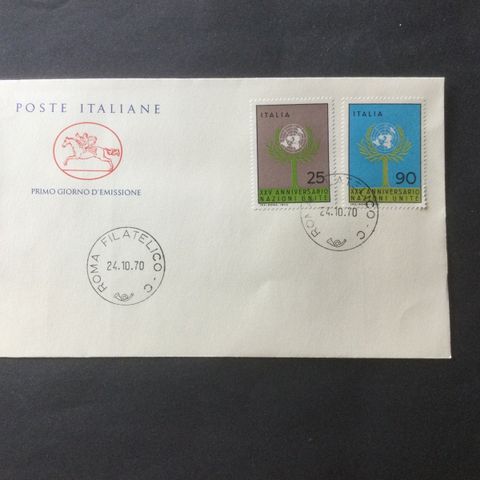 POSTE ITALIANE
PRIMO GIORNO D'EMISSIONE
ROMA FILATELICO - C
24.10.70
ITALIA
25
XXV ANNIVERSARIO
NAZIONI UNITE
ITALIA
90
XXV ANNIVERSARIO
NAZIONI UNITE
24.10.70